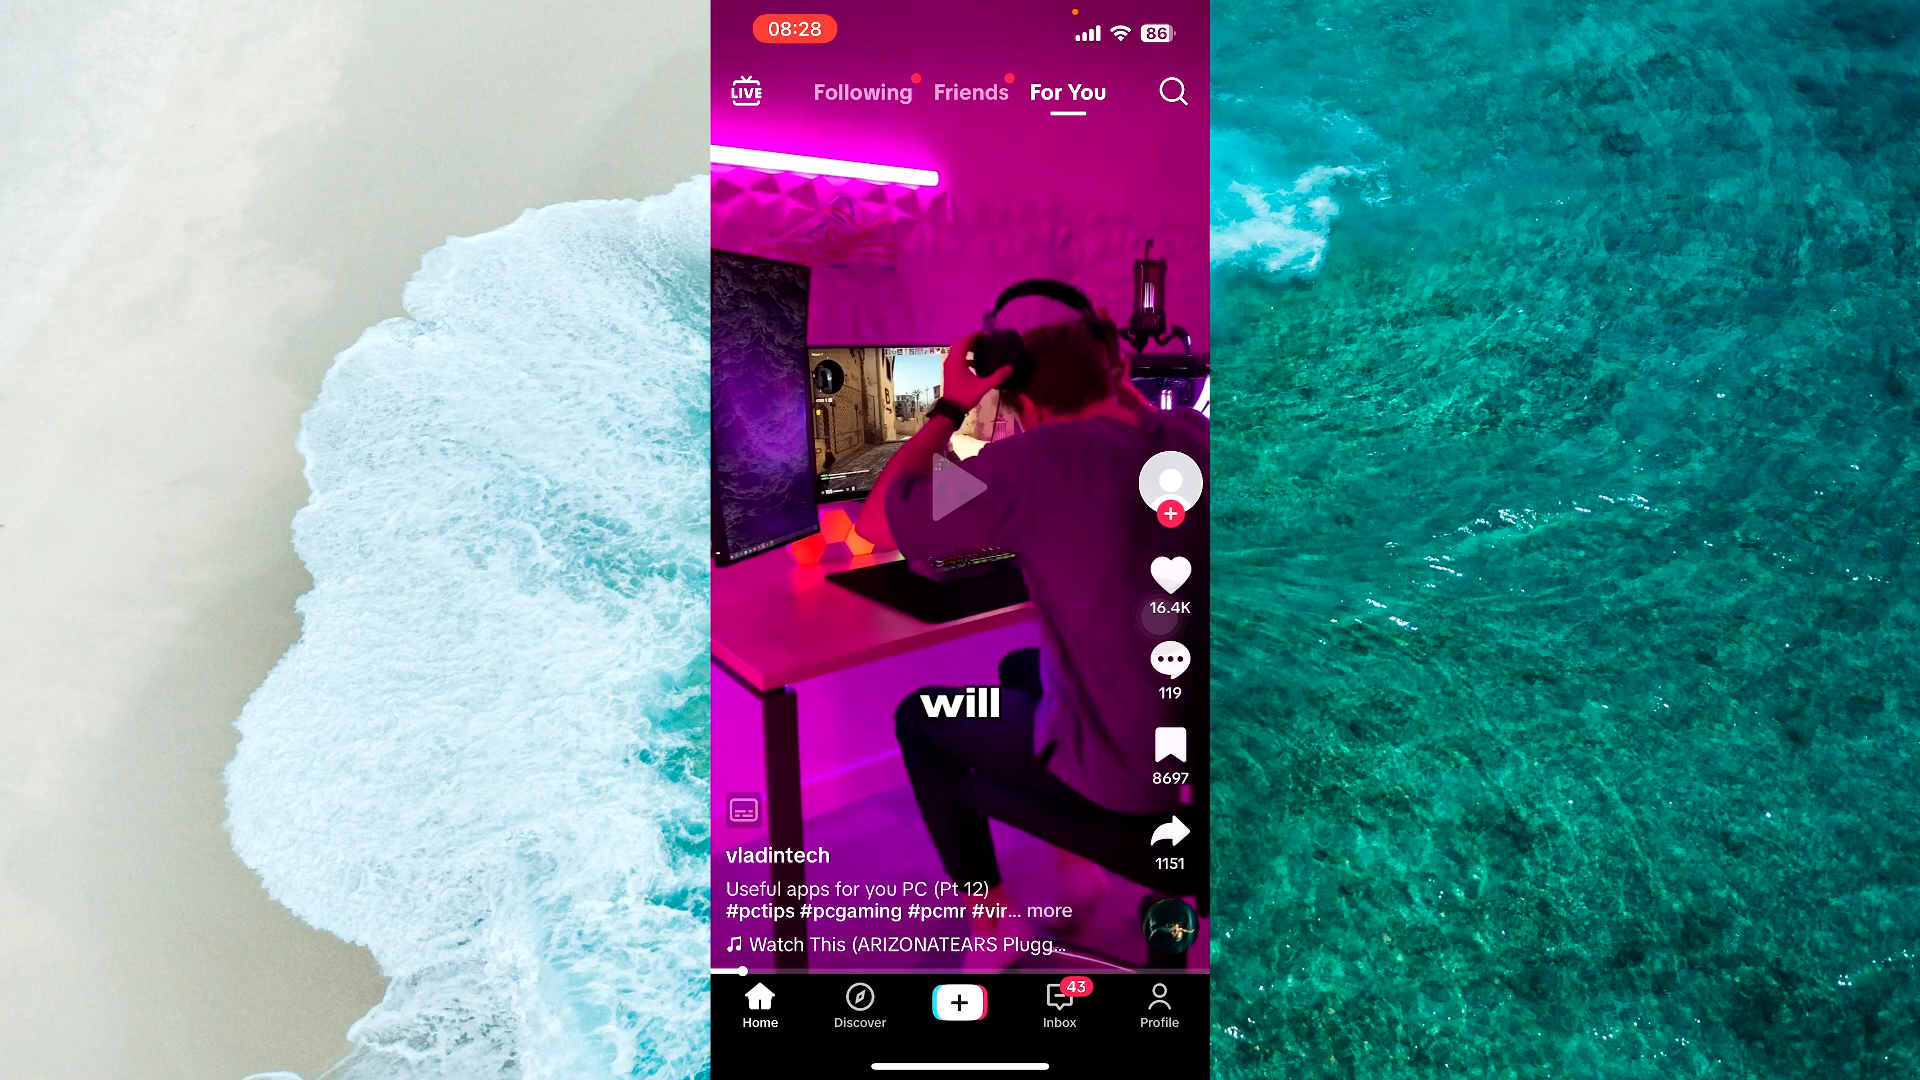 08:28
86
LIVE
Following
Friends
For You
16.4K
119
will
8697
vladintech
1151
Useful apps for you PC (Pt 12)
#pctips #pcgaming #pcmr #vir... more
Watch This (ARIZONATEARS Plugg...
43
Home
Discover
Inbox
Profile